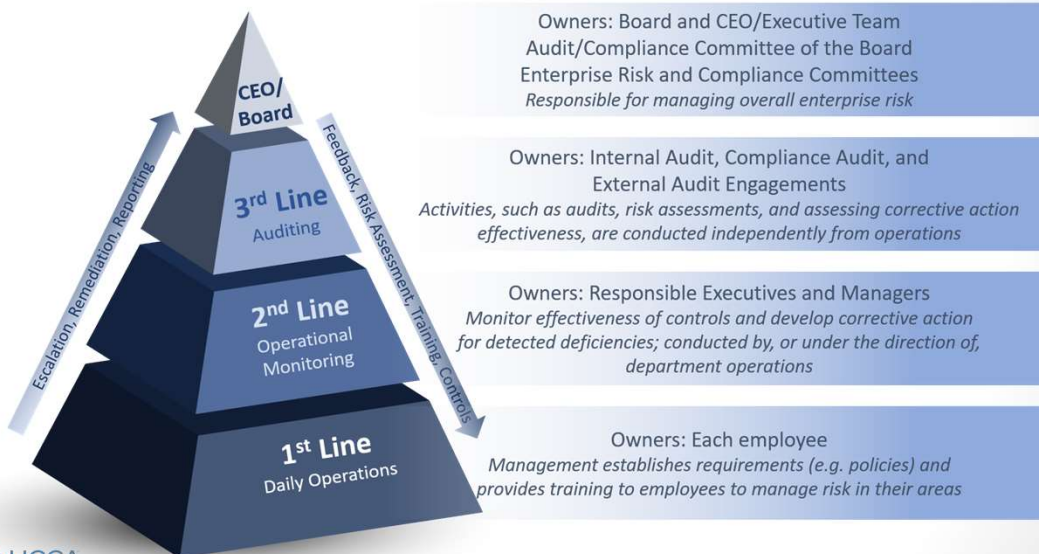 CEO/
Board
3rd Line
Auditing
2nd Line
Operational
Monitoring
1st Line
Daily Operations
Escalation, Remediation, Reporting
Feedback, Risk Assessment, Training, Controls
Owners: Board and CEO/Executive Team
Audit/Compliance Committee of the Board
Enterprise Risk and Compliance Committees
Responsible for managing overall enterprise risk
Owners: Internal Audit, Compliance Audit, and
External Audit Engagements
Activities, such as audits, risk assessments, and assessing corrective action
effectiveness, are conducted independently from operations
Owners: Responsible Executives and Managers
Monitor effectiveness of controls and develop corrective action
for detected deficiencies; conducted by, or under the direction of,
department operations
Owners: Each employee
Management establishes requirements (e.g. policies) and
provides training to employees to manage risk in their areas